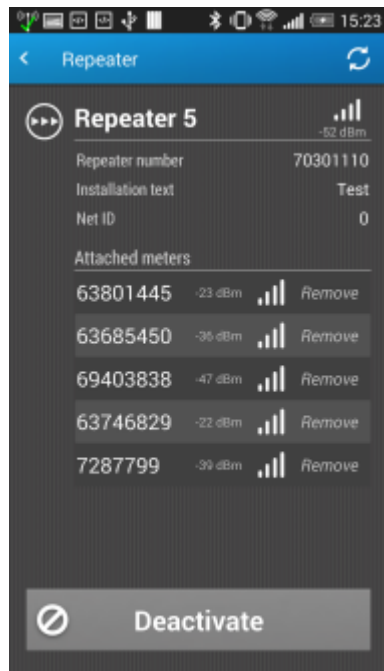 15:23
Repeater
Repeater 5
-52 dBm
Repeater number 70301110
Installation text Test
Net ID 0
Attached meters
63801445 -23 dBm Remove
63685450 -36 dBm Remove
69403838 -47 dBm Remove
63746829 -22 dBm Remove
7287799 -39 dBm Remove
Deactivate